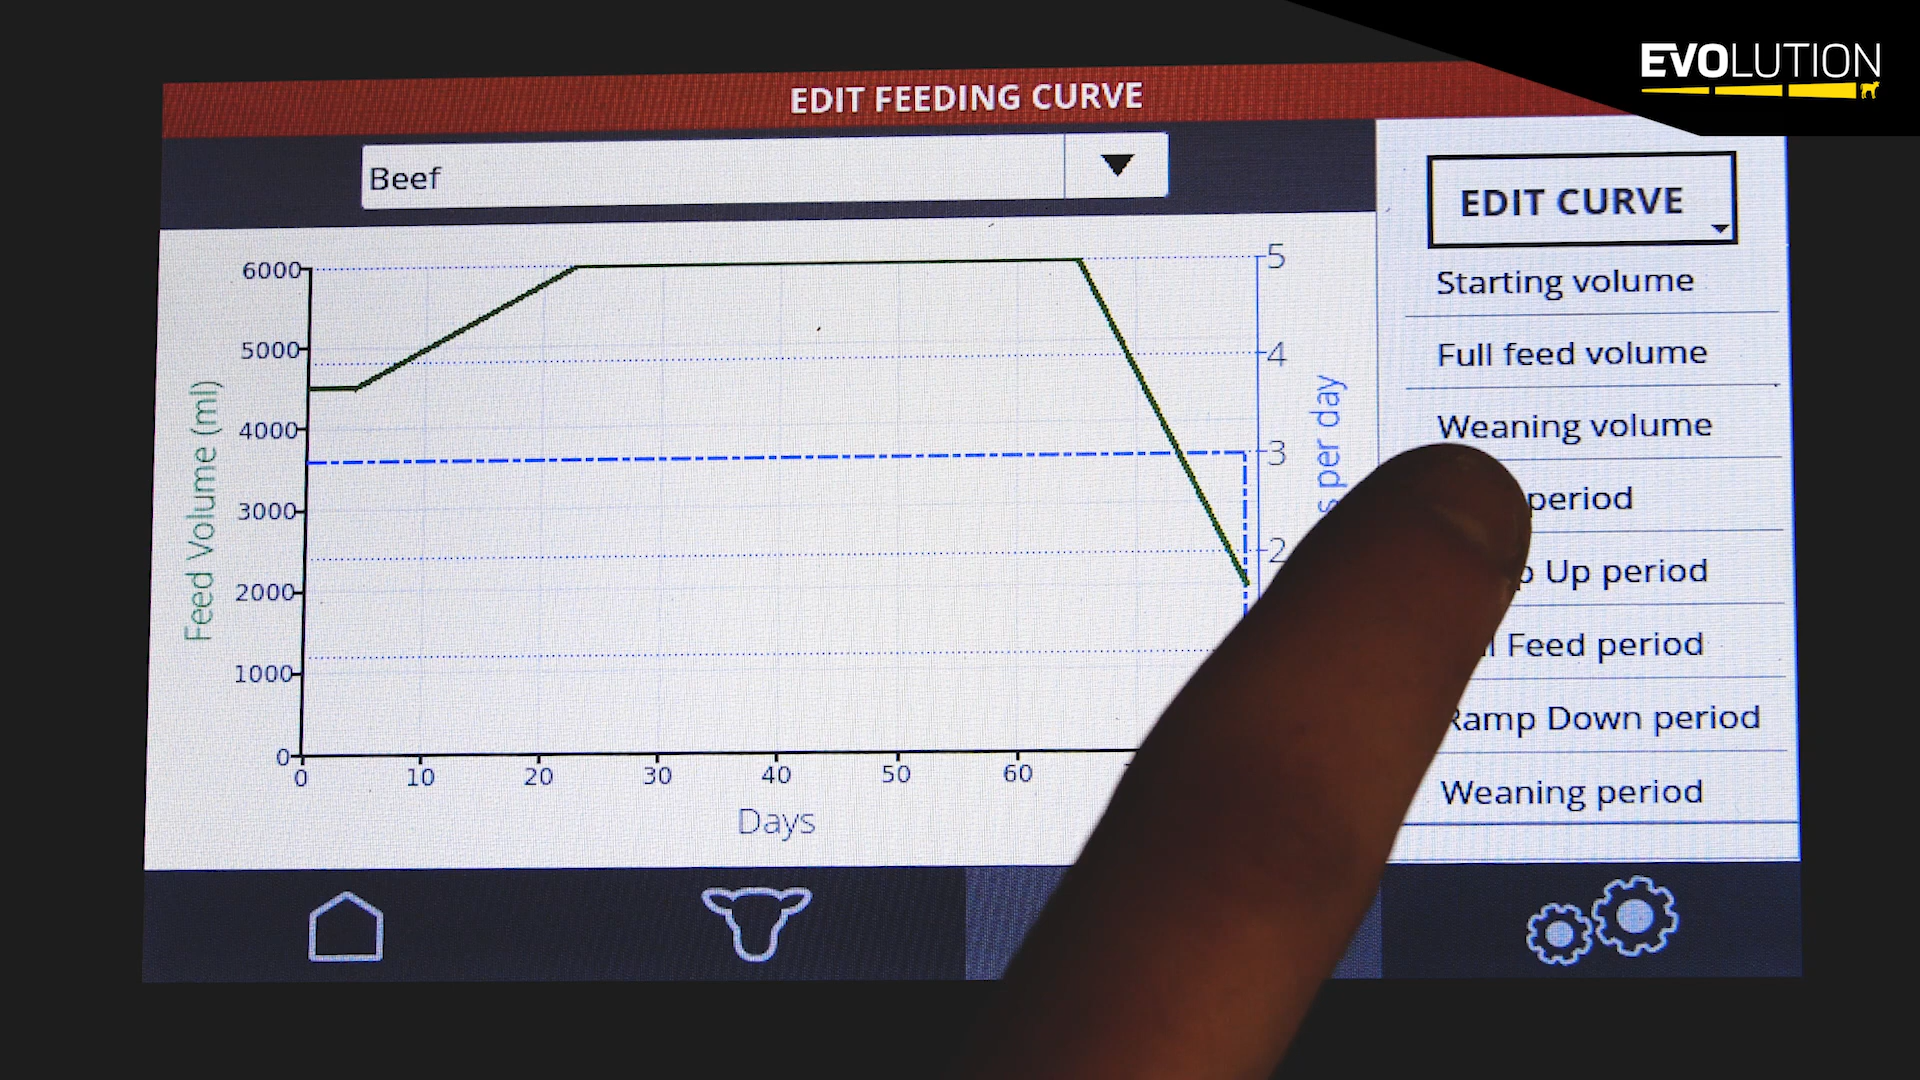 EVOLUTION
EDIT FEEDING CURVE
Beef
EDIT CURVE
Starting volume
Full feed volume
Weaning volume
period
Up period
Feed period
Ramp Down period
Weaning period
6000
5000
4000
3000
2000
1000
0
Feed Volume (ml)
0 10 20 30 40 50 60
Days
5
4
3
2
per day